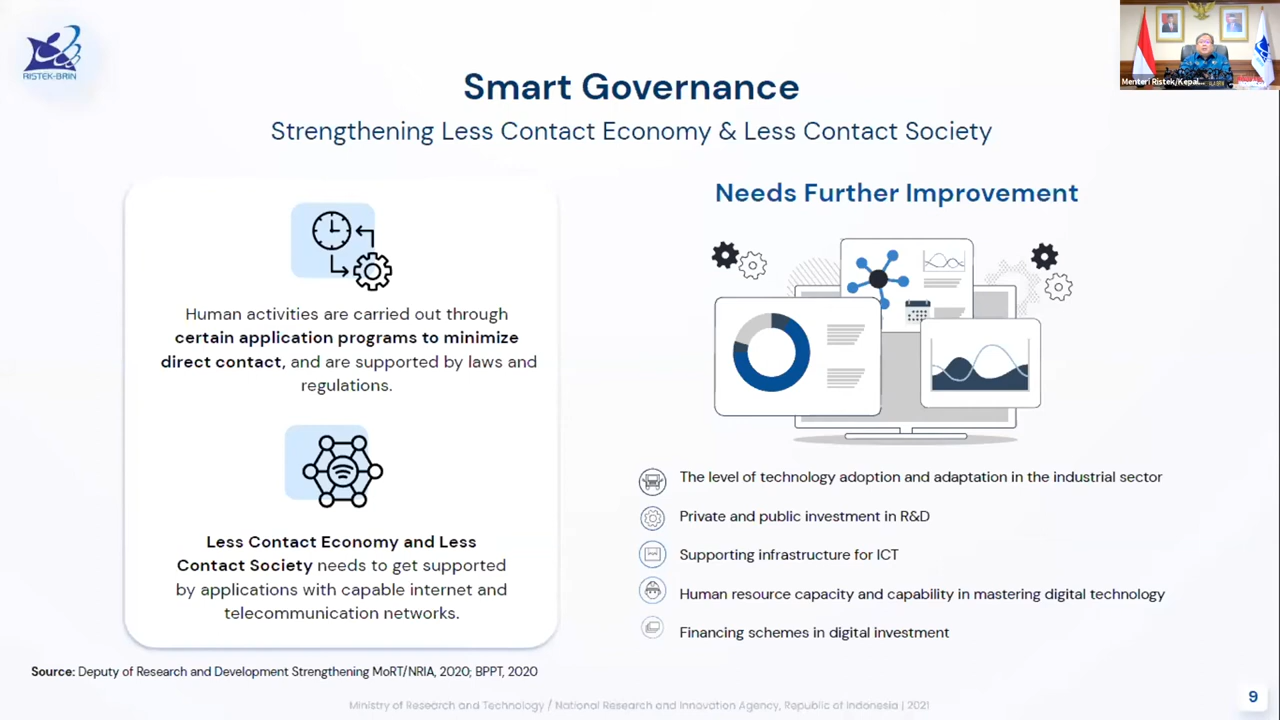 RISTEK-BRIN
Menteri Ristek/Kepal...
Smart Governance
Strengthening Less Contact Economy & Less Contact Society
Human activities are carried out through
certain application programs to minimize
direct contact, and are supported by laws and
regulations.
Less Contact Economy and Less
Contact Society needs to get supported
by applications with capable internet and
telecommunication networks.
Needs Further Improvement
The level of technology adoption and adaptation in the industrial sector
Private and public investment in R&D
Supporting infrastructure for ICT
Human resource capacity and capability in mastering digital technology
Financing schemes in digital investment
Source: Deputy of Research and Development Strengthening MoRT/NRIA, 2020; BPPT, 2020
Ministry of Research and Technology / National Research and Innovation Agency, Republic of Indonesia | 2021
9